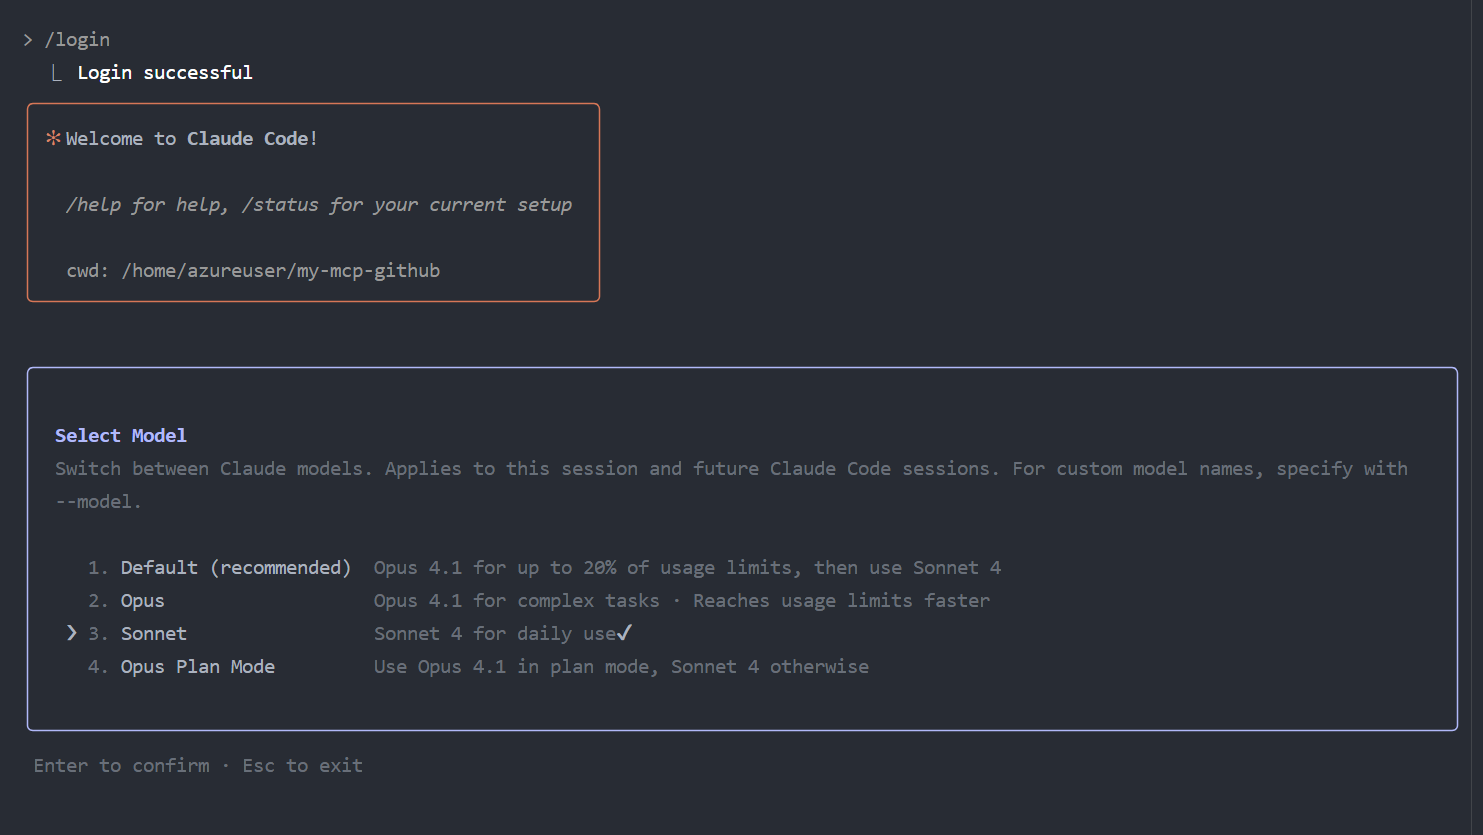 > /login
⎿ Login successful
✻ Welcome to Claude Code!
/help for help, /status for your current setup
cwd: /home/azureuser/my-mcp-github
Select Model
Switch between Claude models. Applies to this session and future Claude Code sessions. For custom model names, specify with
--model.
1. Default (recommended) Opus 4.1 for up to 20% of usage limits, then use Sonnet 4
2. Opus Opus 4.1 for complex tasks · Reaches usage limits faster
❯ 3. Sonnet Sonnet 4 for daily use✔
4. Opus Plan Mode Use Opus 4.1 in plan mode, Sonnet 4 otherwise
Enter to confirm · Esc to exit